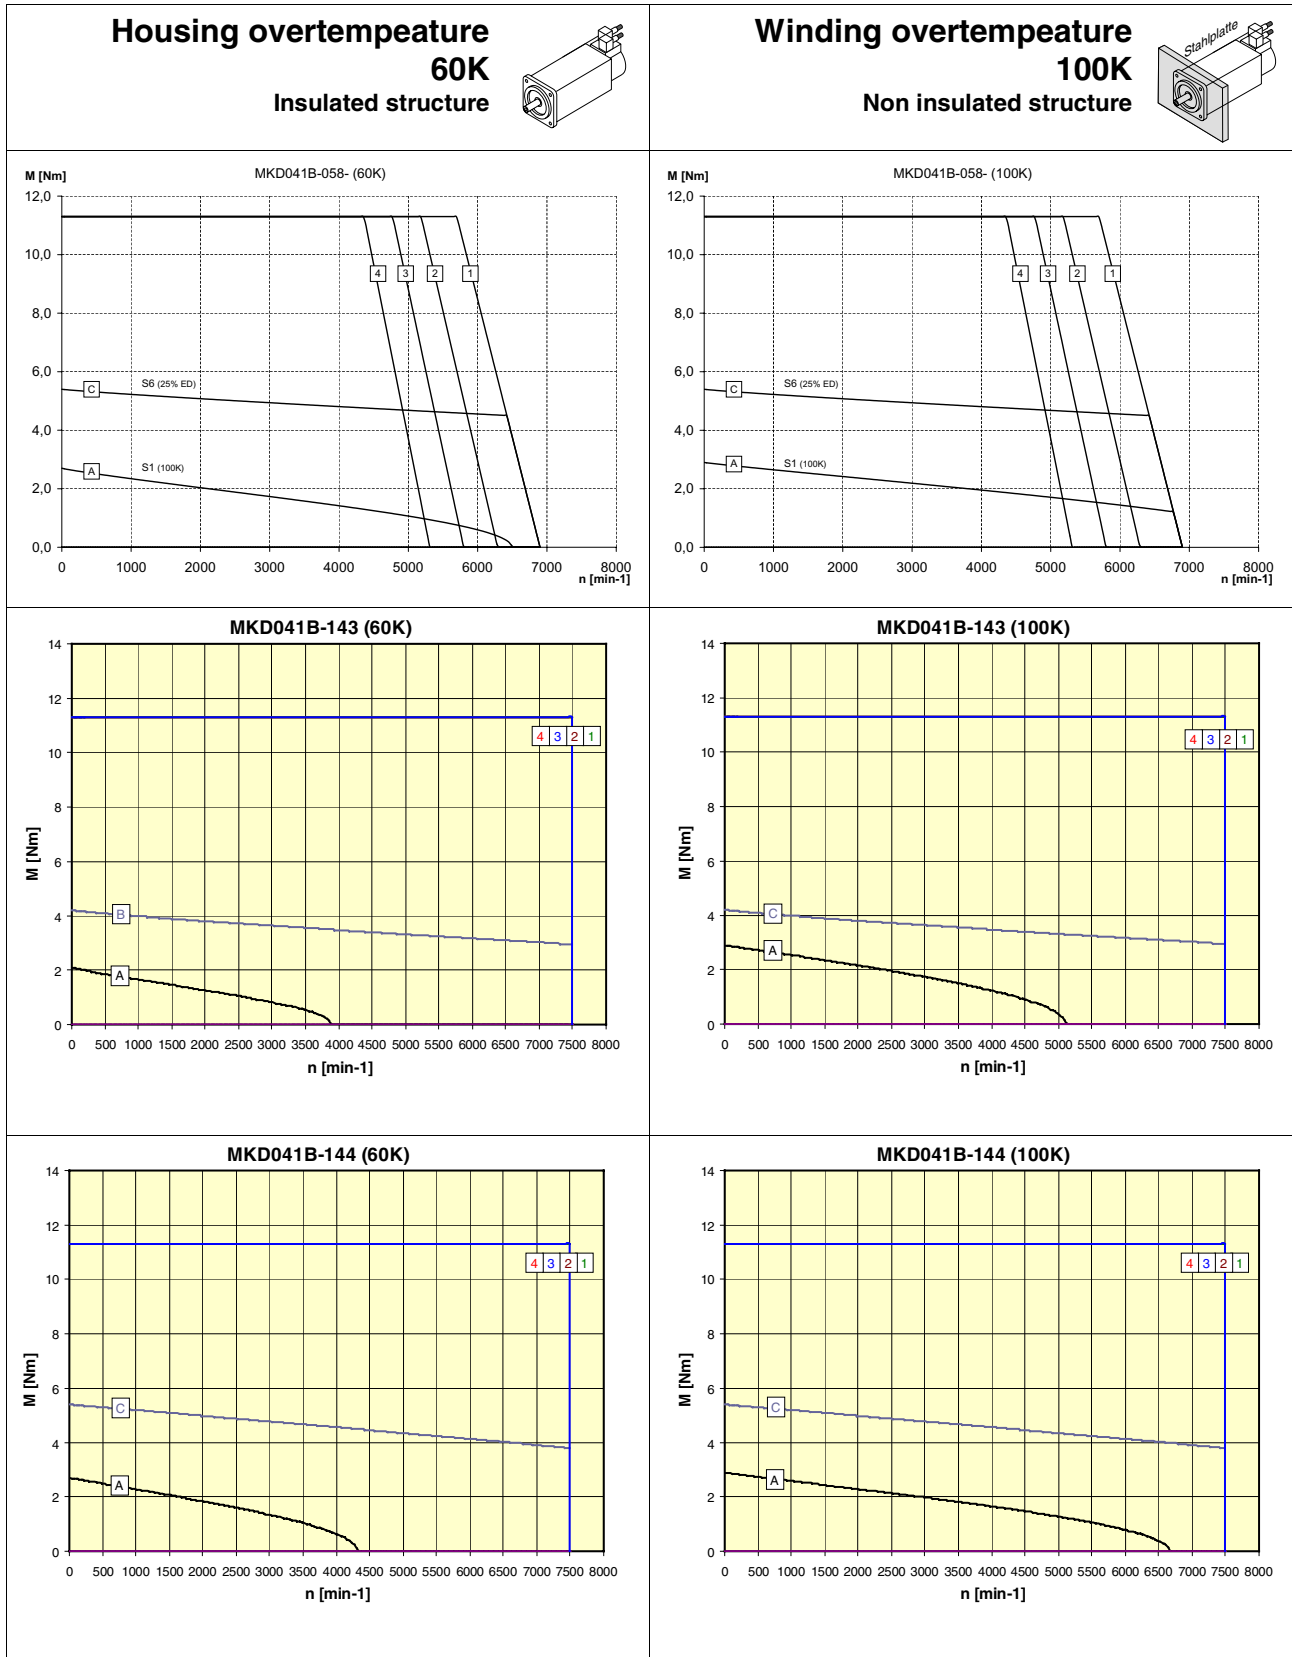 Housing overtempeature
60K
Insulated structure
Winding overtempeature
100K
Non insulated structure
Stahlplatte
M [Nm]
MKD041B-058- (60K)
12,0
10,0
8,0
6,0
4,0
2,0
0,0
4
3
2
1
C
S6 (25% ED)
A
S1 (100K)
0 1000 2000 3000 4000 5000 6000 7000 8000
n [min-1]
M [Nm]
MKD041B-058- (100K)
12,0
10,0
8,0
6,0
4,0
2,0
0,0
4
3
2
1
C
S6 (25% ED)
A
S1 (100K)
0 1000 2000 3000 4000 5000 6000 7000 8000
n [min-1]
MKD041B-143 (60K)
14
12
10
8
6
4
2
0
M [Nm]
4 3 2 1
B
A
0 500 1000 1500 2000 2500 3000 3500 4000 4500 5000 5500 6000 6500 7000 7500 8000
n [min-1]
MKD041B-143 (100K)
14
12
10
8
6
4
2
0
M [Nm]
4 3 2 1
C
A
0 500 1000 1500 2000 2500 3000 3500 4000 4500 5000 5500 6000 6500 7000 7500 8000
n [min-1]
MKD041B-144 (60K)
14
12
10
8
6
4
2
0
M [Nm]
4 3 2 1
C
A
0 500 1000 1500 2000 2500 3000 3500 4000 4500 5000 5500 6000 6500 7000 7500 8000
n [min-1]
MKD041B-144 (100K)
14
12
10
8
6
4
2
0
M [Nm]
4 3 2 1
C
A
0 500 1000 1500 2000 2500 3000 3500 4000 4500 5000 5500 6000 6500 7000 7500 8000
n [min-1]